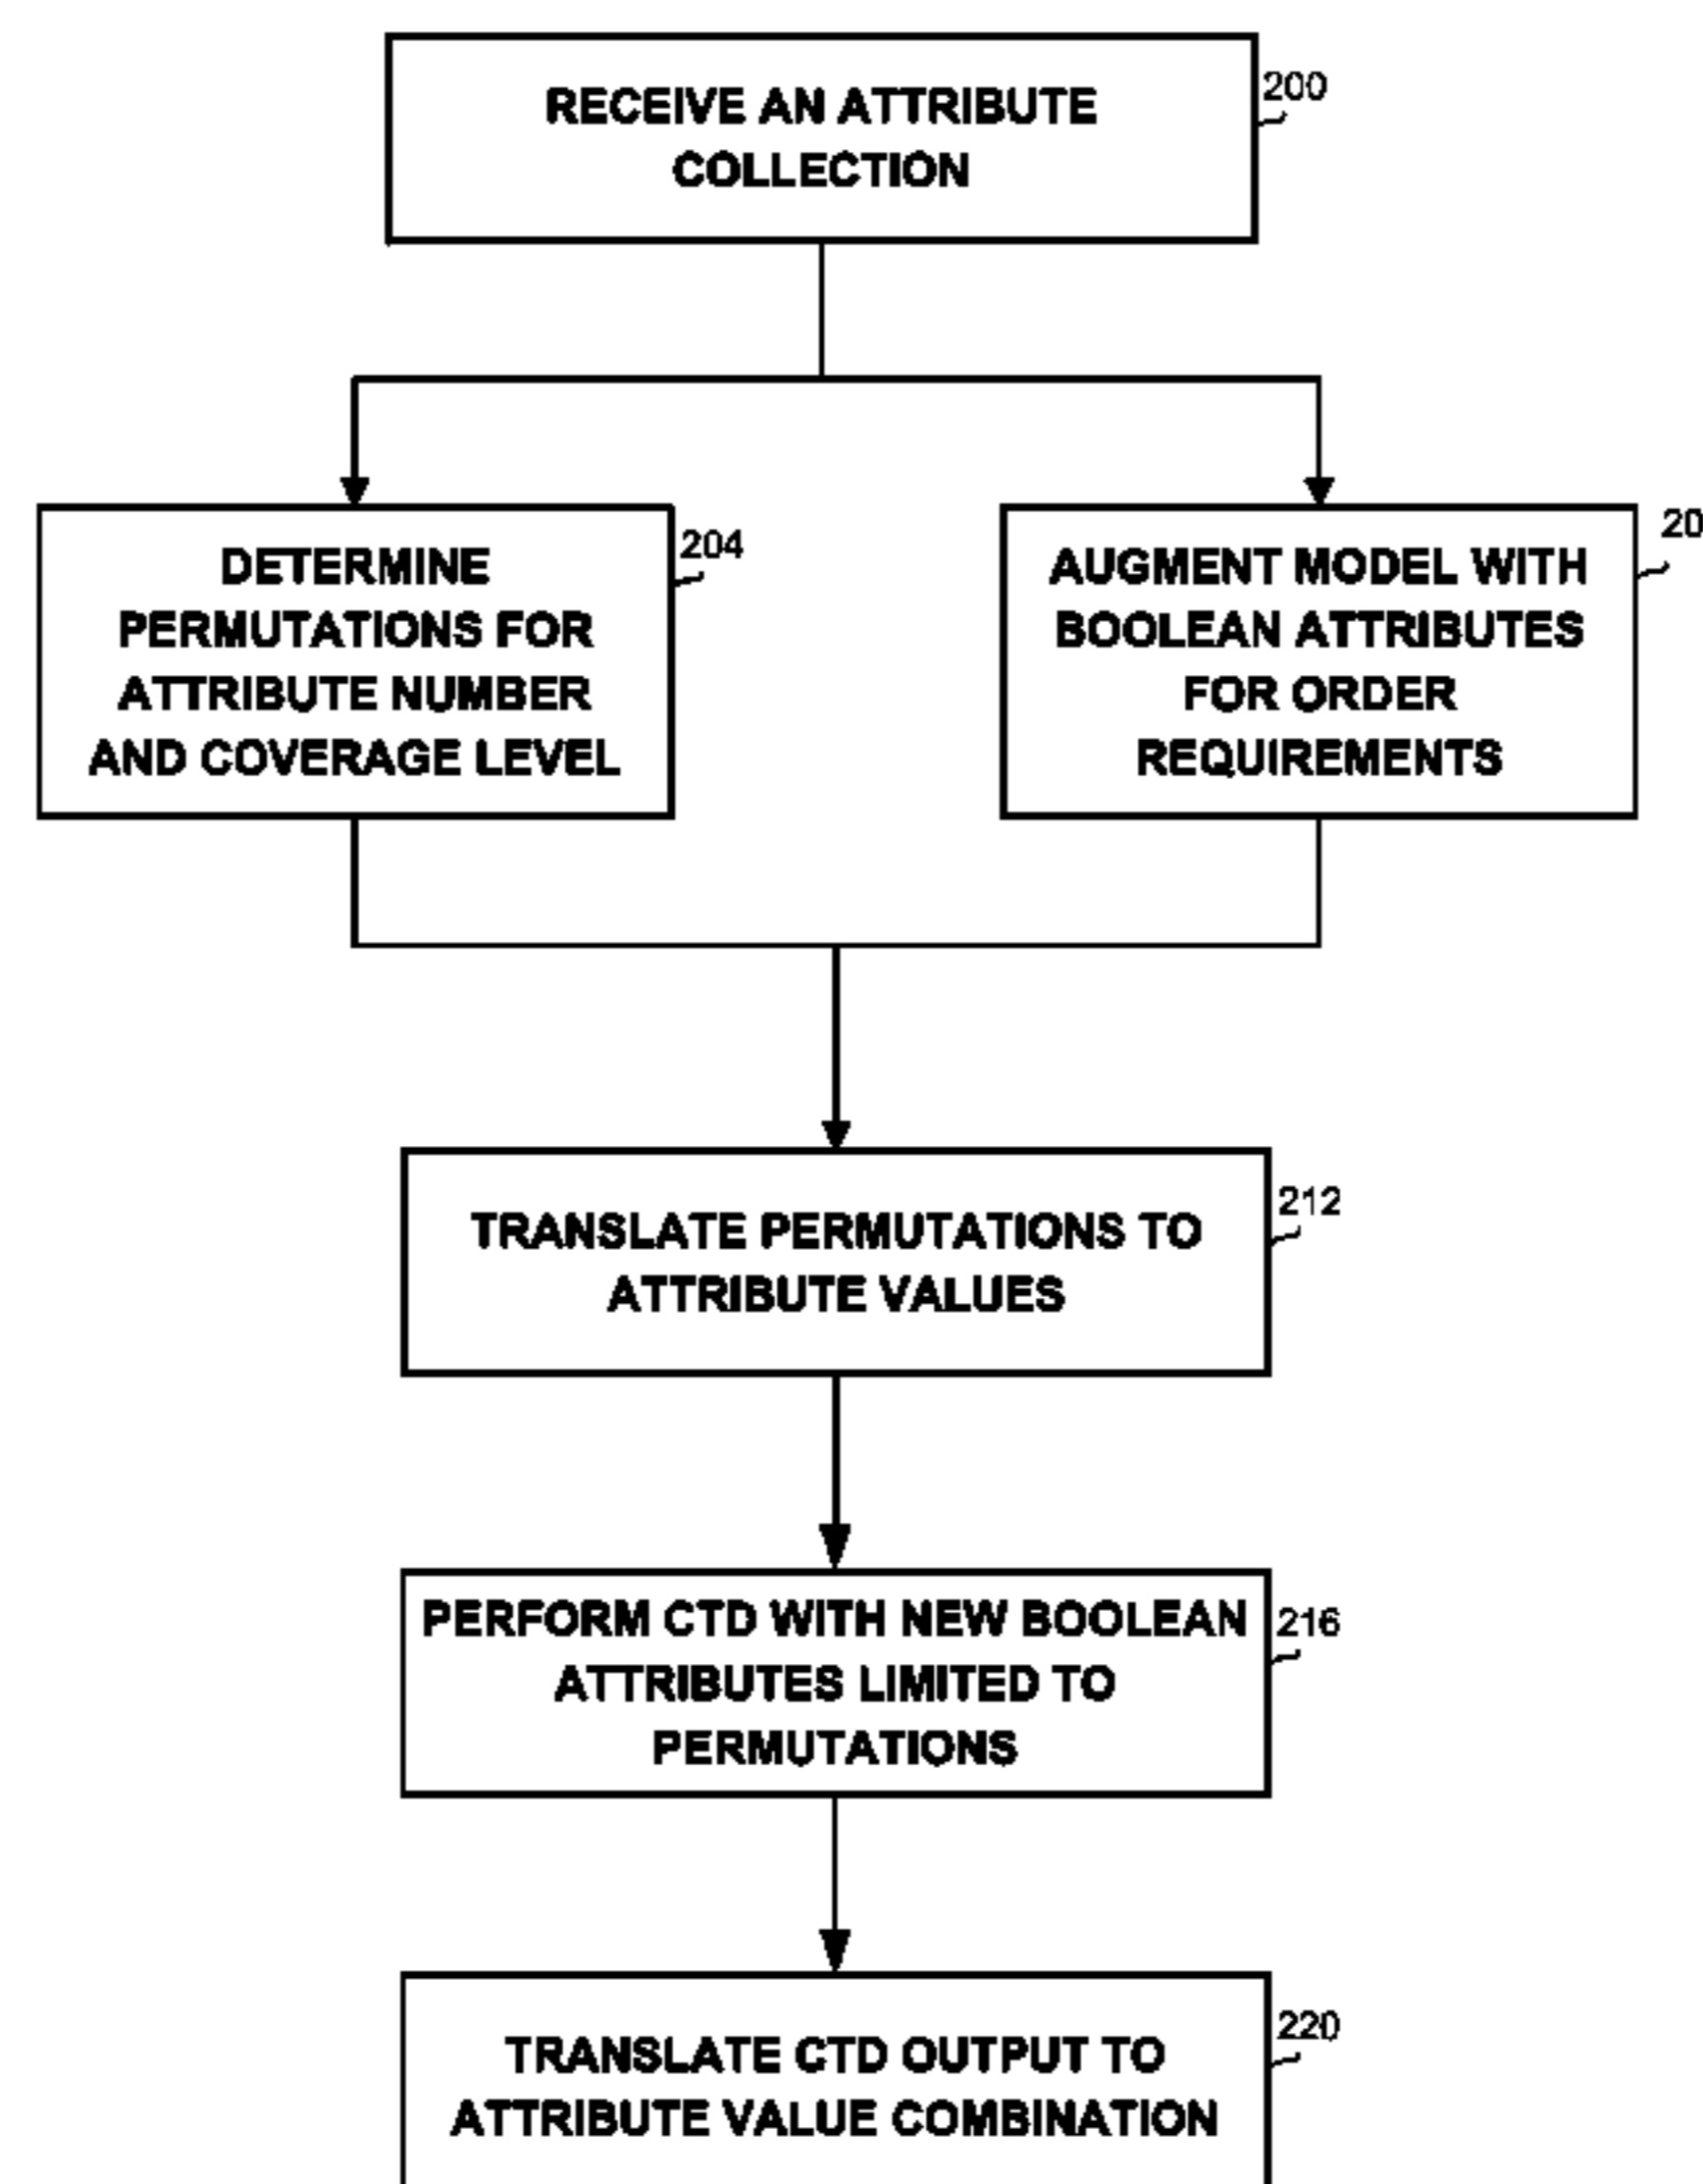 RECEIVE AN ATTRIBUTE
COLLECTION
200
DETERMINE
PERMUTATIONS FOR
ATTRIBUTE NUMBER
AND COVERAGE LEVEL
204
AUGMENT MODEL WITH
BOOLEAN ATTRIBUTES
FOR ORDER
REQUIREMENTS
20
TRANSLATE PERMUTATIONS TO
ATTRIBUTE VALUES
212
PERFORM CTD WITH NEW BOOLEAN
ATTRIBUTES LIMITED TO
PERMUTATIONS
216
TRANSLATE CTD OUTPUT TO
ATTRIBUTE VALUE COMBINATION
220